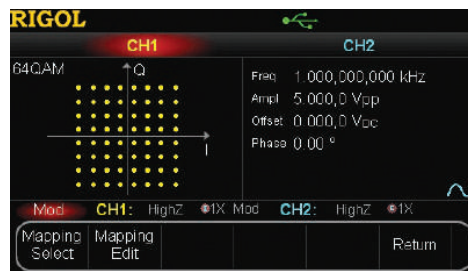 RIGOL
CH1
CH2
64QAM
Q
I
Freq 1.000,000,000 kHz
Ampl 5.000,0 Vpp
Offset 0.000,0 VDC
Phase 0.00 °
Mod CH1: HighZ 1X Mod CH2: HighZ 1X
Mapping Select
Mapping Edit
Return